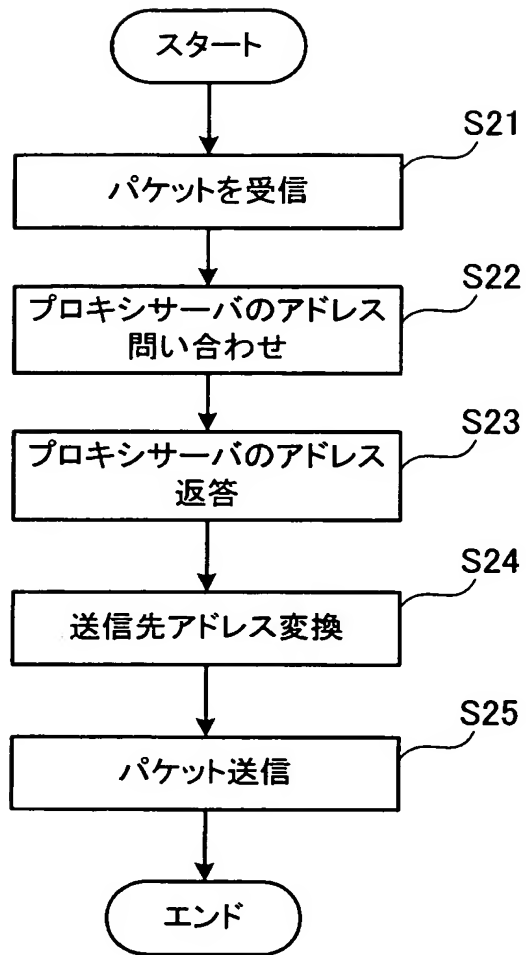 スタート
S21
パケットを受信
S22
プロキシサーバのアドレス
問い合わせ
S23
プロキシサーバのアドレス
返答
S24
送信先アドレス変換
S25
パケット送信
エンド